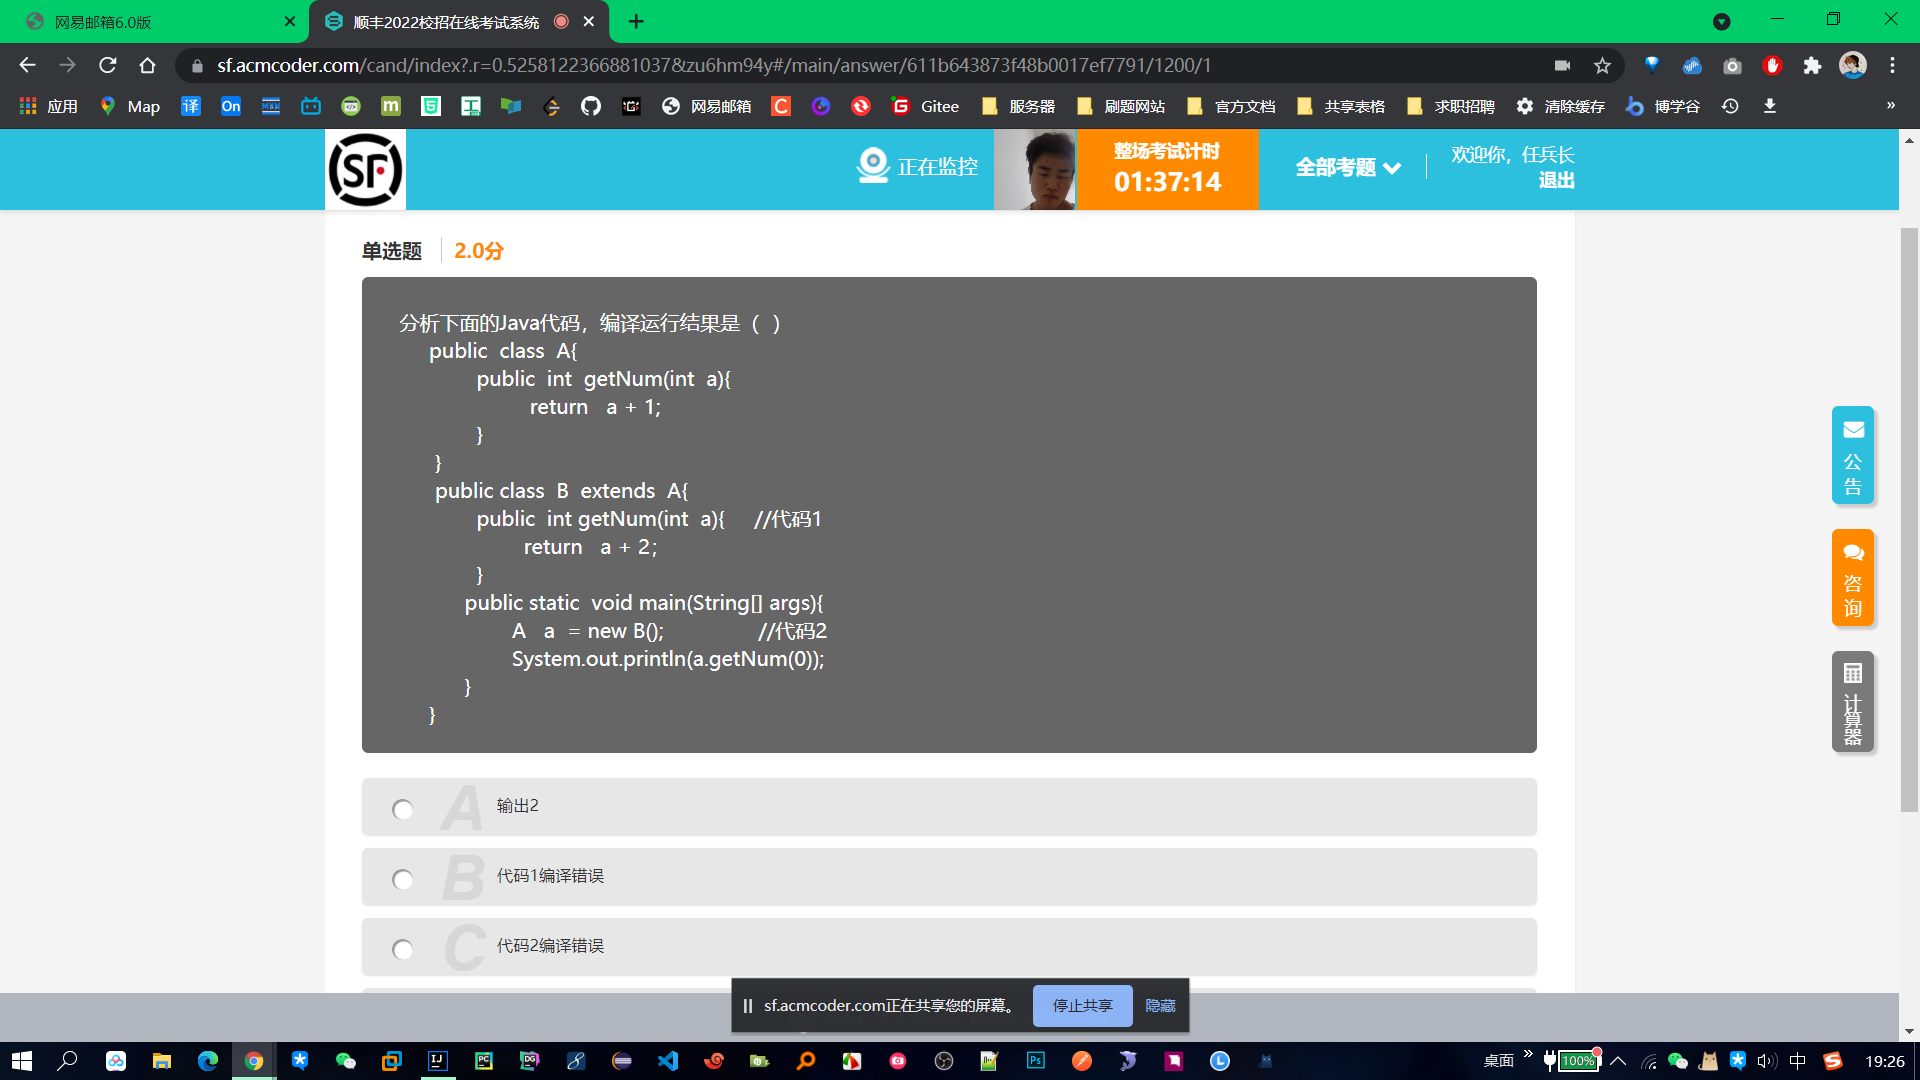 网易邮箱6.0版
顺丰2022校招在线考试系统
sf.acmcoder.com/cand/index?.r=0.5258122366881037&zu6hm94y#/main/answer/611b643873f48b0017ef7791/1200/1
应用 Map 译 On m 网易邮箱 C Gitee 服务器 刷题网站 官方文档 共享表格 求职招聘 清除缓存 博学谷 »
SF
正在监控
整场考试计时
01:37:14
全部考题
欢迎你，任兵长
退出
单选题
2.0分
分析下面的Java代码，编译运行结果是（ ）
public class A{
public int getNum(int a){
return a + 1;
}
}
public class B extends A{
public int getNum(int a){ //代码1
return a + 2;
}
public static void main(String[] args){
A a = new B(); //代码2
System.out.println(a.getNum(0));
}
}
A 输出2
B 代码1编译错误
C 代码2编译错误
公告
咨询
计算器
sf.acmcoder.com正在共享您的屏幕。 停止共享 隐藏
IJ PC DG Ps L
桌面 » 100% 中 S 19:26